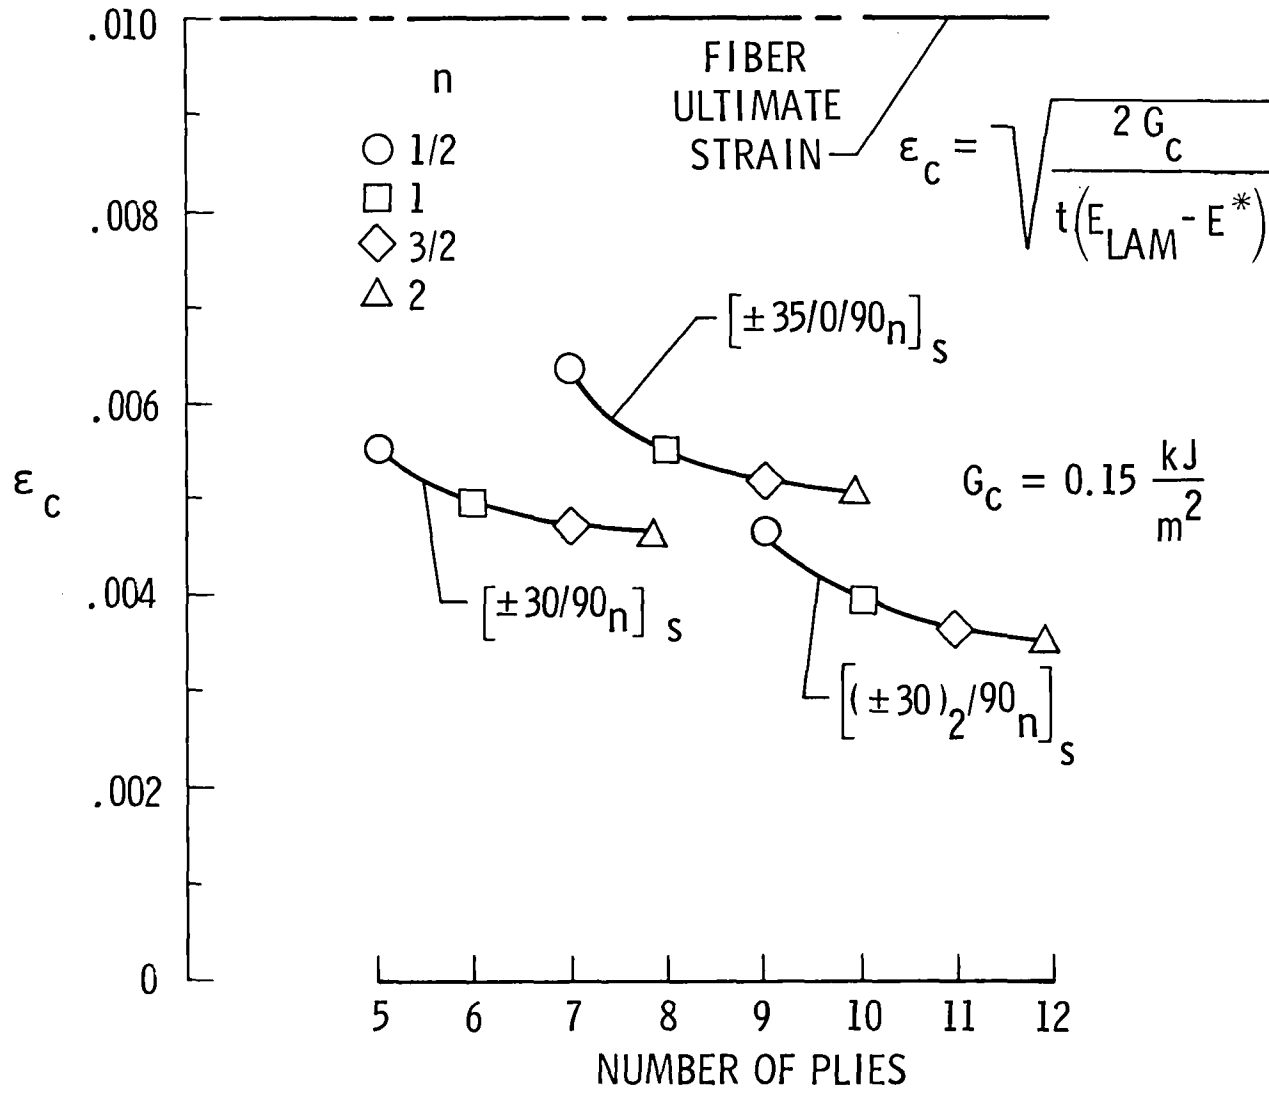 .010
.008
.006
.004
.002
0
ε_c
n
○ 1/2
□ 1
◇ 3/2
△ 2
FIBER
ULTIMATE
STRAIN
ε_c = √(2 G_c / t(E_LAM - E*))
[±35/0/90_n]_s
G_c = 0.15 kJ/m²
[±30/90_n]_s
[(±30)_2/90_n]_s
5 6 7 8 9 10 11 12
NUMBER OF PLIES